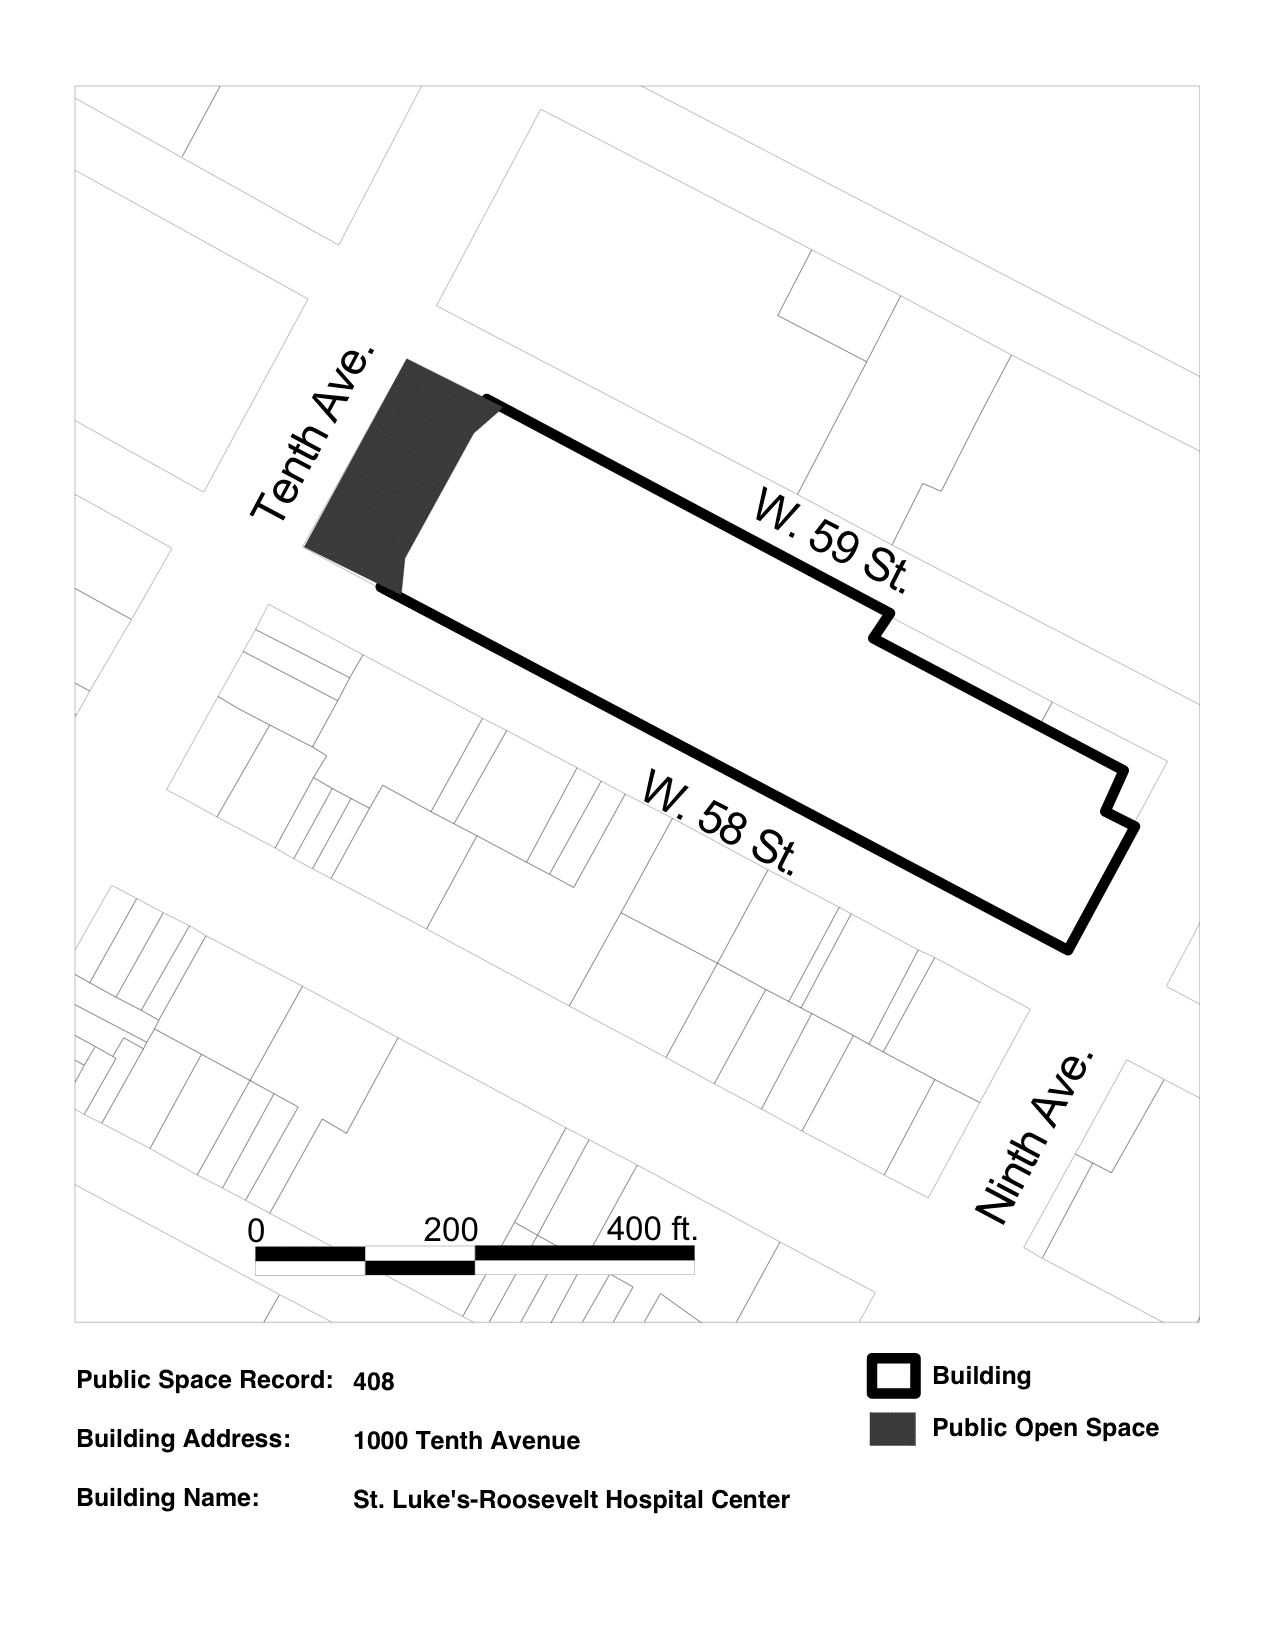 Tenth Ave.
W. 59 St.
W. 58 St.
Ninth Ave.
0 200 400 ft.
Public Space Record: 408
Building Address: 1000 Tenth Avenue
Building Name: St. Luke's-Roosevelt Hospital Center
Building
Public Open Space